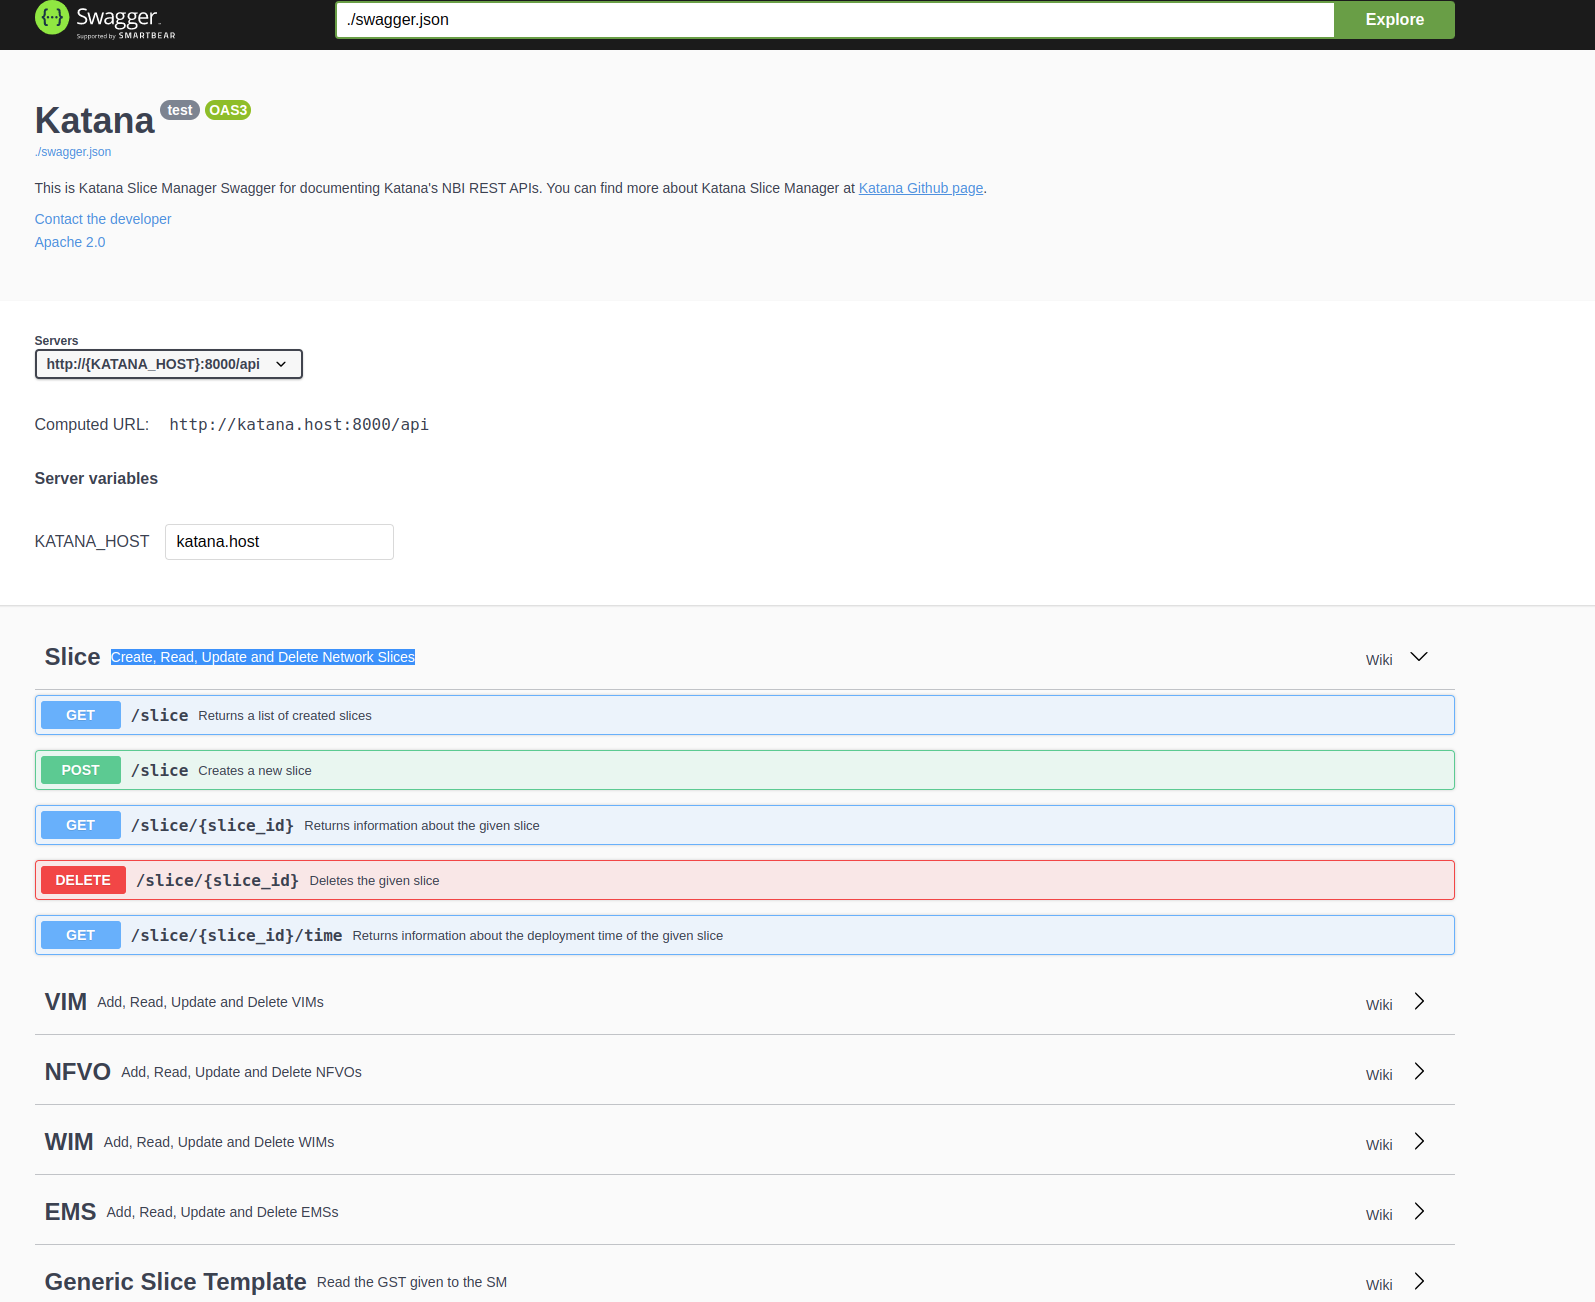 Swagger
Supported by SMARTBEAR
./swagger.json
Explore
Katana test OAS3
./swagger.json
This is Katana Slice Manager Swagger for documenting Katana's NBI REST APIs. You can find more about Katana Slice Manager at Katana Github page.
Contact the developer
Apache 2.0
Servers
http://{KATANA_HOST}:8000/api
Computed URL: http://katana.host:8000/api
Server variables
KATANA_HOST katana.host
Slice Create, Read, Update and Delete Network Slices Wiki
GET /slice Returns a list of created slices
POST /slice Creates a new slice
GET /slice/{slice_id} Returns information about the given slice
DELETE /slice/{slice_id} Deletes the given slice
GET /slice/{slice_id}/time Returns information about the deployment time of the given slice
VIM Add, Read, Update and Delete VIMs Wiki
NFVO Add, Read, Update and Delete NFVOs Wiki
WIM Add, Read, Update and Delete WIMs Wiki
EMS Add, Read, Update and Delete EMSs Wiki
Generic Slice Template Read the GST given to the SM Wiki